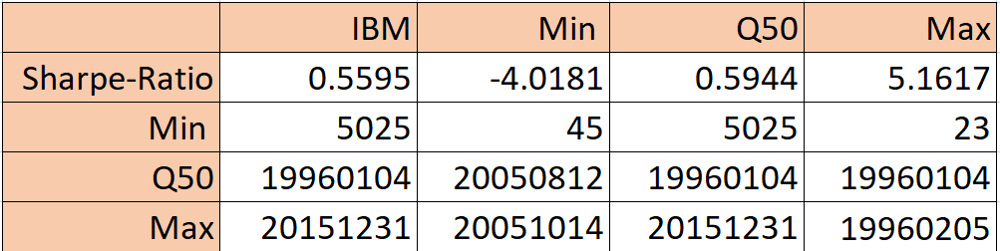 IBM Min Q50 Max
Sharpe-Ratio 0.5595 -4.0181 0.5944 5.1617
Min 5025 45 5025 23
Q50 19960104 20050812 19960104 19960104
Max 20151231 20051014 20151231 19960205